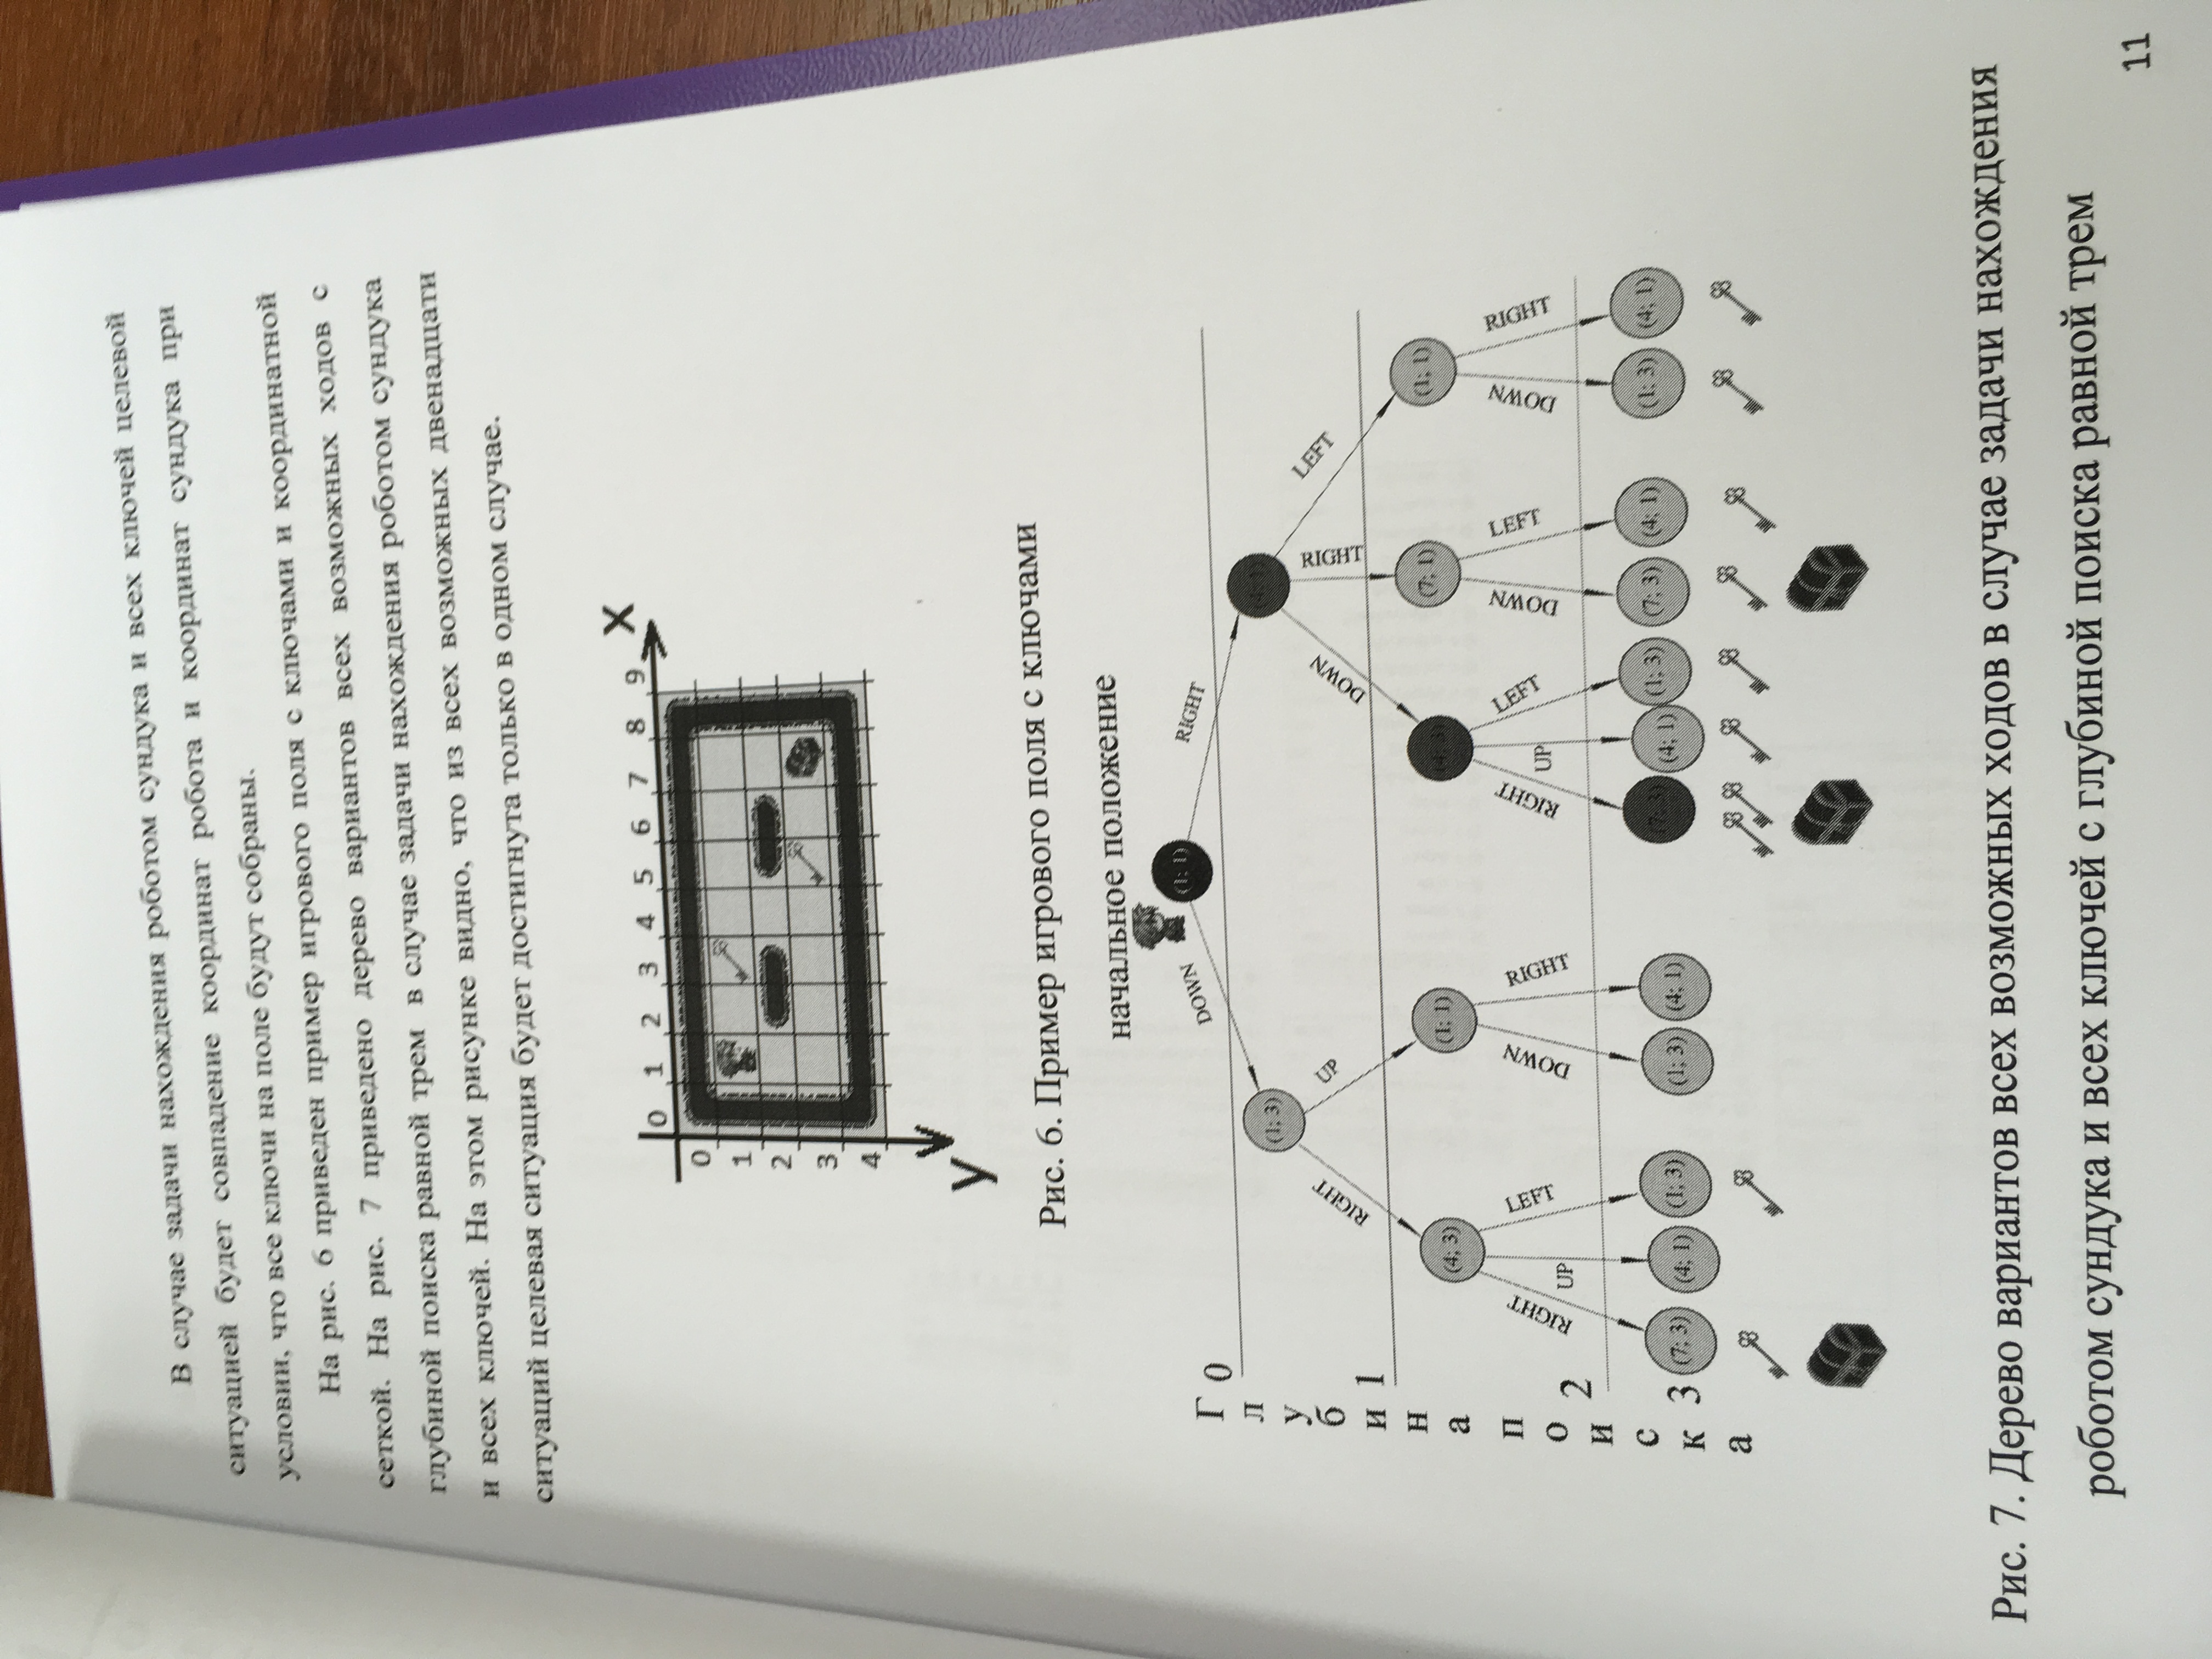 В случае задачи нахождения роботом сундука и всех ключей целевой
ситуацией будет совпадение координат робота и координат сундука при
условии, что все ключи на поле будут собраны.
На рис. 6 приведен пример игрового поля с ключами и координатной
сеткой. На рис. 7 приведено дерево вариантов всех возможных ходов с
глубиной поиска равной трем в случае задачи нахождения роботом сундука
и всех ключей. На этом рисунке видно, что из всех возможных двенадцати
ситуаций целевая ситуация будет достигнута только в одном случае.
0 1 2 3 4 5 6 7 8 9 X
0
1
2
3
4
y
Рис. 6. Пример игрового поля с ключами
начальное положение
Глубина поиска
0
(1; 1)
DOWN RIGHT
(1; 3) (4; 1)
1
RIGHT UP DOWN RIGHT LEFT
(4; 3) (1; 1) (4; 3) (7; 1) (1; 1)
2
RIGHT UP LEFT DOWN RIGHT RIGHT UP LEFT DOWN LEFT DOWN RIGHT
3
(7; 3) (4; 1) (1; 3) (1; 3) (4; 1) (7; 3) (4; 1) (1; 3) (7; 3) (4; 1) (1; 3) (4; 1)
Рис. 7. Дерево вариантов всех возможных ходов в случае задачи нахождения
роботом сундука и всех ключей с глубиной поиска равной трем
11